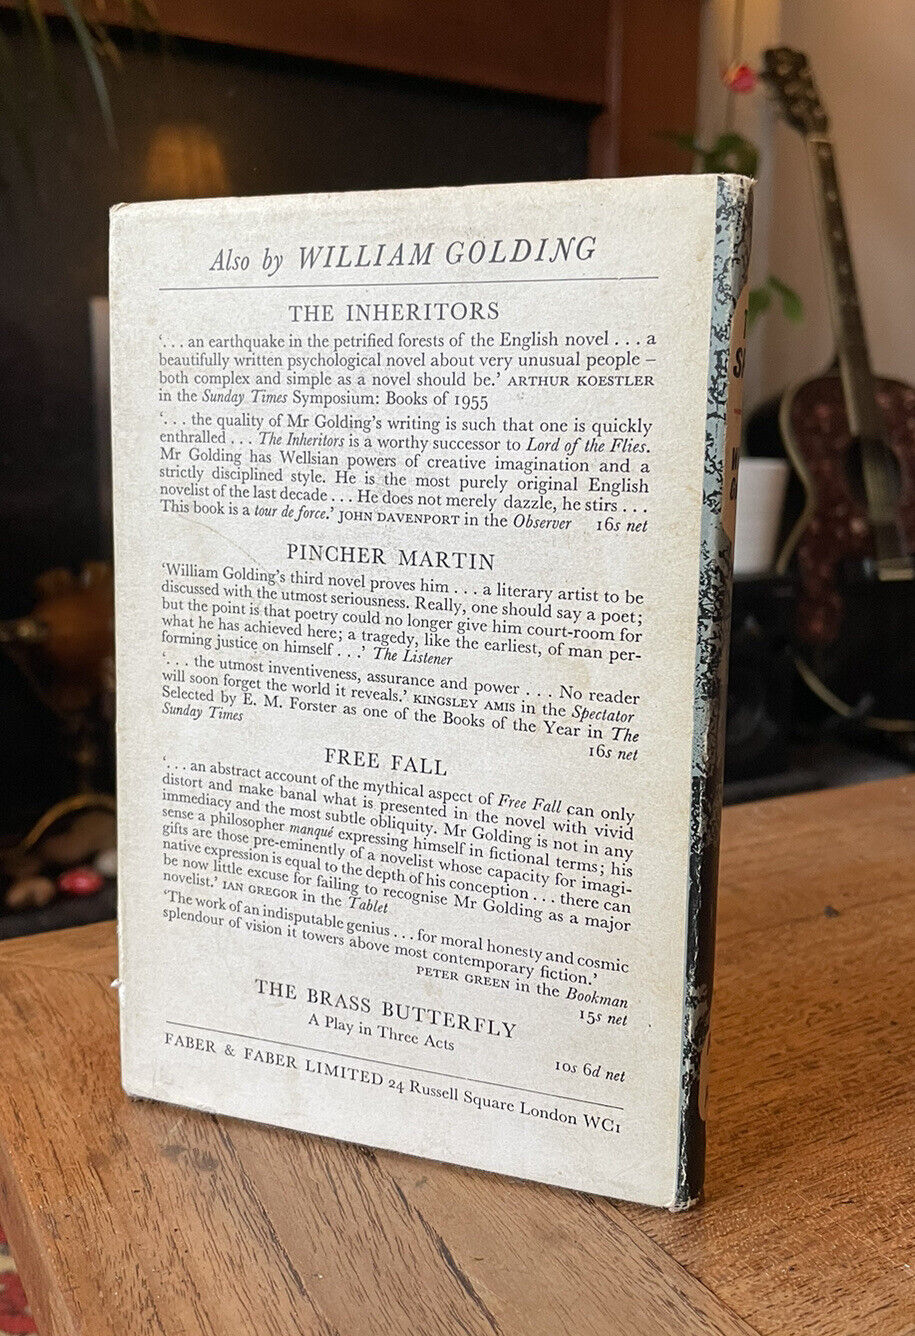 Also by WILLIAM GOLDING
THE INHERITORS
‘. . . an earthquake in the petrified forests of the English novel . . . a
beautifully written psychological novel about very unusual people –
both complex and simple as a novel should be.’ ARTHUR KOESTLER
in the Sunday Times Symposium: Books of 1955
‘. . . the quality of Mr Golding’s writing is such that one is quickly
enthralled . . . The Inheritors is a worthy successor to Lord of the Flies.
Mr Golding has Wellsian powers of creative imagination and a
strictly disciplined style. He is the most purely original English
novelist of the last decade . . . He does not merely dazzle, he stirs . . .
This book is a tour de force.’ JOHN DAVENPORT in the Observer 16s net
PINCHER MARTIN
‘William Golding’s third novel proves him . . . a literary artist to be
discussed with the utmost seriousness. Really, one should say a poet;
but the point is that poetry could no longer give him court-room for
what he has achieved here; a tragedy, like the earliest, of man per-
forming justice on himself . . .’ The Listener
‘. . . the utmost inventiveness, assurance and power . . . No reader
will soon forget the world it reveals.’ KINGSLEY AMIS in the Spectator
Selected by E. M. Forster as one of the Books of the Year in The
Sunday Times 16s net
FREE FALL
‘. . . an abstract account of the mythical aspect of Free Fall can only
distort and make banal what is presented in the novel with vivid
immediacy and the most subtle obliquity. Mr Golding is not in any
sense a philosopher manqué expressing himself in fictional terms; his
gifts are those pre-eminently of a novelist whose capacity for imagi-
native expression is equal to the depth of his conception . . . there can
be now little excuse for failing to recognise Mr Golding as a major
novelist.’ IAN GREGOR in the Tablet
‘The work of an indisputable genius . . . for moral honesty and cosmic
splendour of vision it towers above most contemporary fiction.’
PETER GREEN in the Bookman
15s net
THE BRASS BUTTERFLY
A Play in Three Acts
10s 6d net
FABER & FABER LIMITED 24 Russell Square London WC1